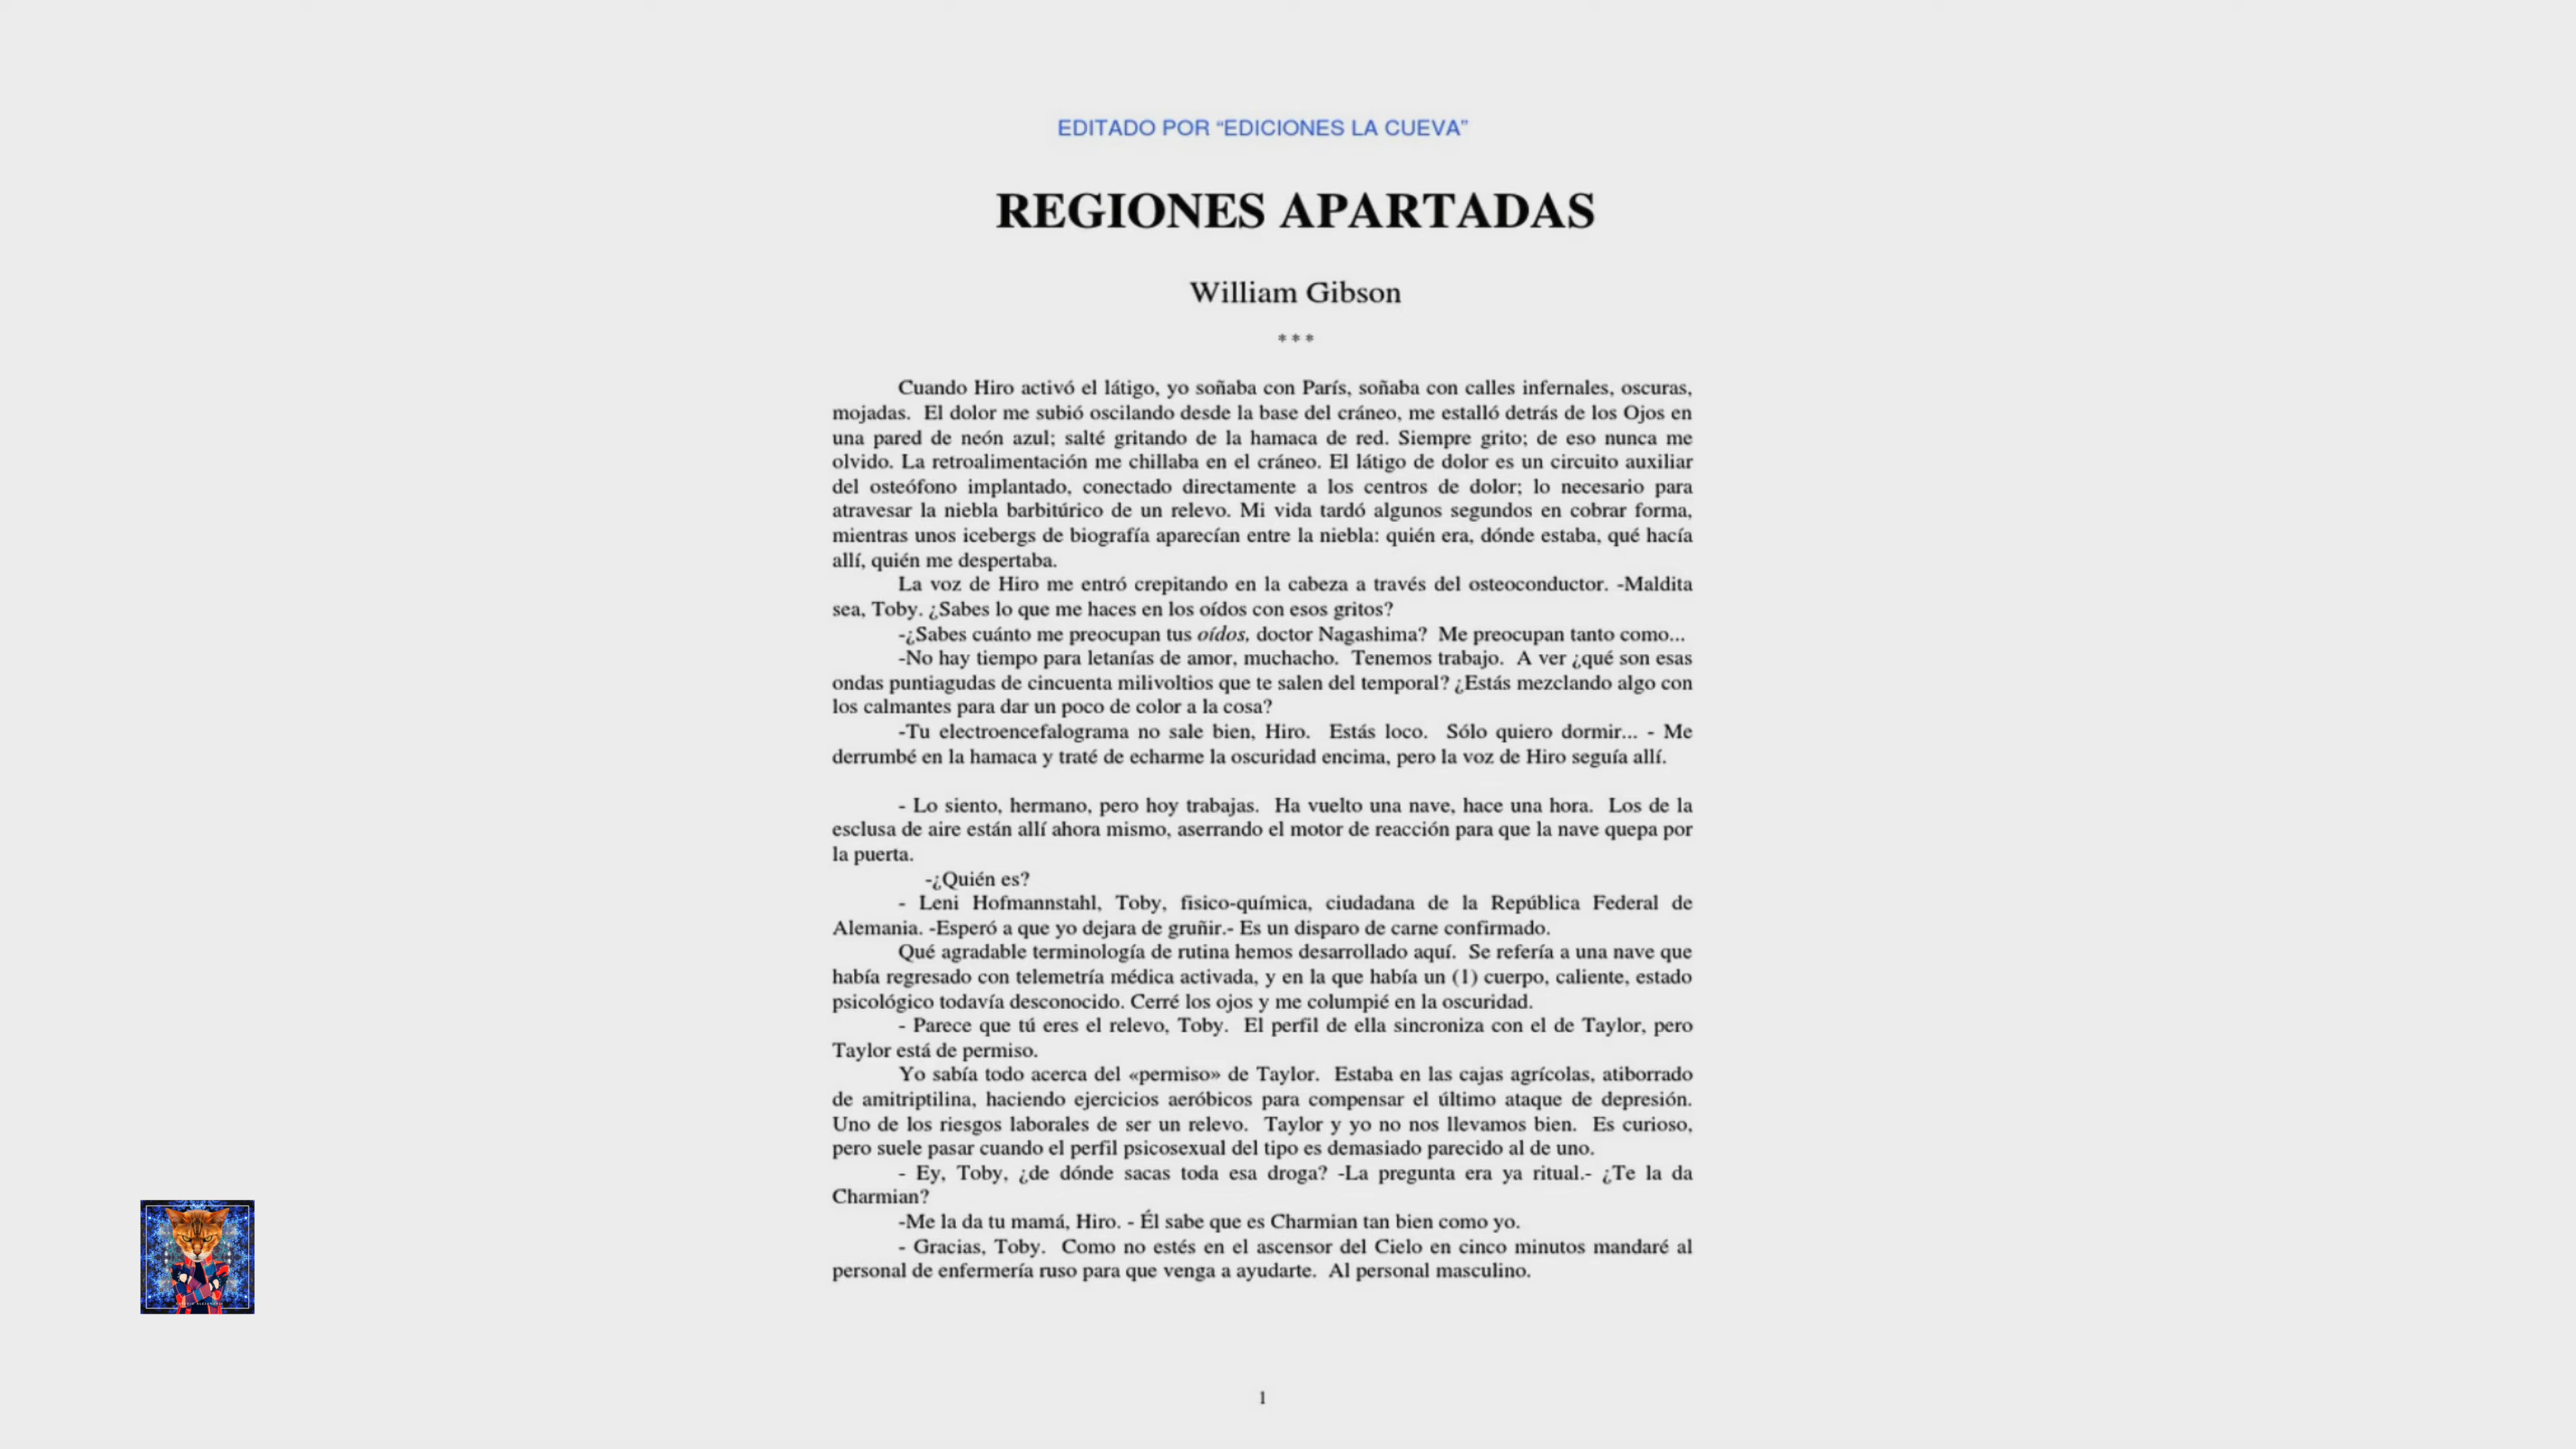 EDITADO POR “EDICIONES LA CUEVA”
REGIONES APARTADAS
William Gibson
* * *
Cuando Hiro activó el látigo, yo soñaba con París, soñaba con calles infernales, oscuras,
mojadas. El dolor me subió oscilando desde la base del cráneo, me estalló detrás de los Ojos en
una pared de neón azul; salté gritando de la hamaca de red. Siempre grito; de eso nunca me
olvido. La retroalimentación me chillaba en el cráneo. El látigo de dolor es un circuito auxiliar
del osteófono implantado, conectado directamente a los centros de dolor; lo necesario para
atravesar la niebla barbitúrico de un relevo. Mi vida tardó algunos segundos en cobrar forma,
mientras unos icebergs de biografía aparecían entre la niebla: quién era, dónde estaba, qué hacía
allí, quién me despertaba.
La voz de Hiro me entró crepitando en la cabeza a través del osteoconductor. -Maldita
sea, Toby. ¿Sabes lo que me haces en los oídos con esos gritos?
-¿Sabes cuánto me preocupan tus oídos, doctor Nagashima? Me preocupan tanto como...
-No hay tiempo para letanías de amor, muchacho. Tenemos trabajo. A ver ¿qué son esas
ondas puntiagudas de cincuenta milivoltios que te salen del temporal? ¿Estás mezclando algo con
los calmantes para dar un poco de color a la cosa?
-Tu electroencefalograma no sale bien, Hiro. Estás loco. Sólo quiero dormir... - Me
derrumbé en la hamaca y traté de echarme la oscuridad encima, pero la voz de Hiro seguía allí.
- Lo siento, hermano, pero hoy trabajas. Ha vuelto una nave, hace una hora. Los de la
esclusa de aire están allí ahora mismo, aserrando el motor de reacción para que la nave quepa por
la puerta.
-¿Quién es?
- Leni Hofmannstahl, Toby, fisico-química, ciudadana de la República Federal de
Alemania. -Esperó a que yo dejara de gruñir.- Es un disparo de carne confirmado.
Qué agradable terminología de rutina hemos desarrollado aquí. Se refería a una nave que
había regresado con telemetría médica activada, y en la que había un (1) cuerpo, caliente, estado
psicológico todavía desconocido. Cerré los ojos y me columpié en la oscuridad.
- Parece que tú eres el relevo, Toby. El perfil de ella sincroniza con el de Taylor, pero
Taylor está de permiso.
Yo sabía todo acerca del «permiso» de Taylor. Estaba en las cajas agrícolas, atiborrado
de amitriptilina, haciendo ejercicios aeróbicos para compensar el último ataque de depresión.
Uno de los riesgos laborales de ser un relevo. Taylor y yo no nos llevamos bien. Es curioso,
pero suele pasar cuando el perfil psicosexual del tipo es demasiado parecido al de uno.
- Ey, Toby, ¿de dónde sacas toda esa droga? -La pregunta era ya ritual.- ¿Te la da
Charmian?
-Me la da tu mamá, Hiro. - Él sabe que es Charmian tan bien como yo.
- Gracias, Toby. Como no estés en el ascensor del Cielo en cinco minutos mandaré al
personal de enfermería ruso para que venga a ayudarte. Al personal masculino.
1